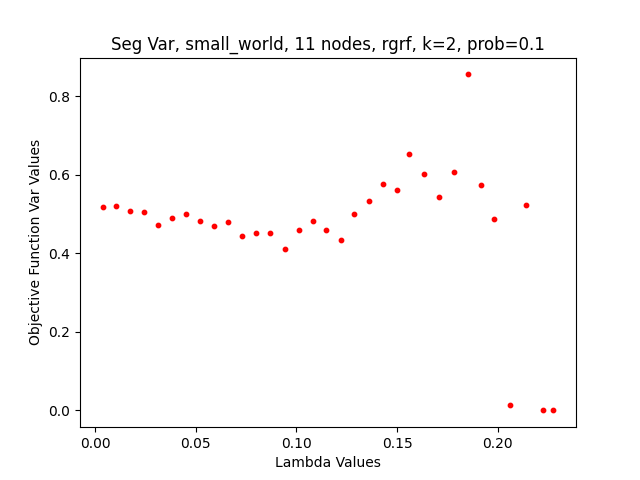 Seg Var, small_world, 11 nodes, rgrf, k=2, prob=0.1
Objective Function Var Values
0.8
0.6
0.4
0.2
0.0
0.00 0.05 0.10 0.15 0.20
Lambda Values